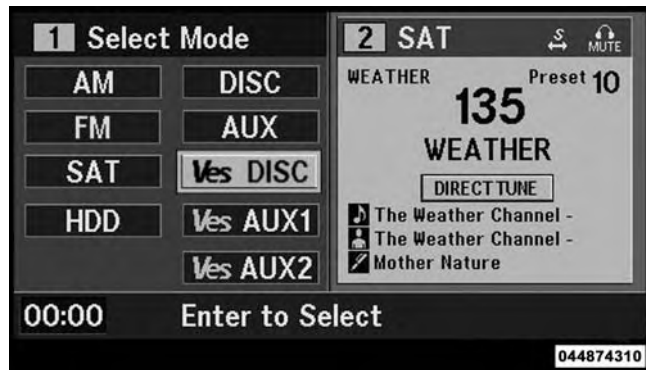 1 Select Mode
AM
DISC
FM
AUX
SAT
Ves DISC
HDD
Ves AUX1
Ves AUX2
2 SAT
S
MUTE
WEATHER
Preset 10
135
WEATHER
DIRECT TUNE
The Weather Channel -
The Weather Channel -
Mother Nature
00:00
Enter to Select
044874310